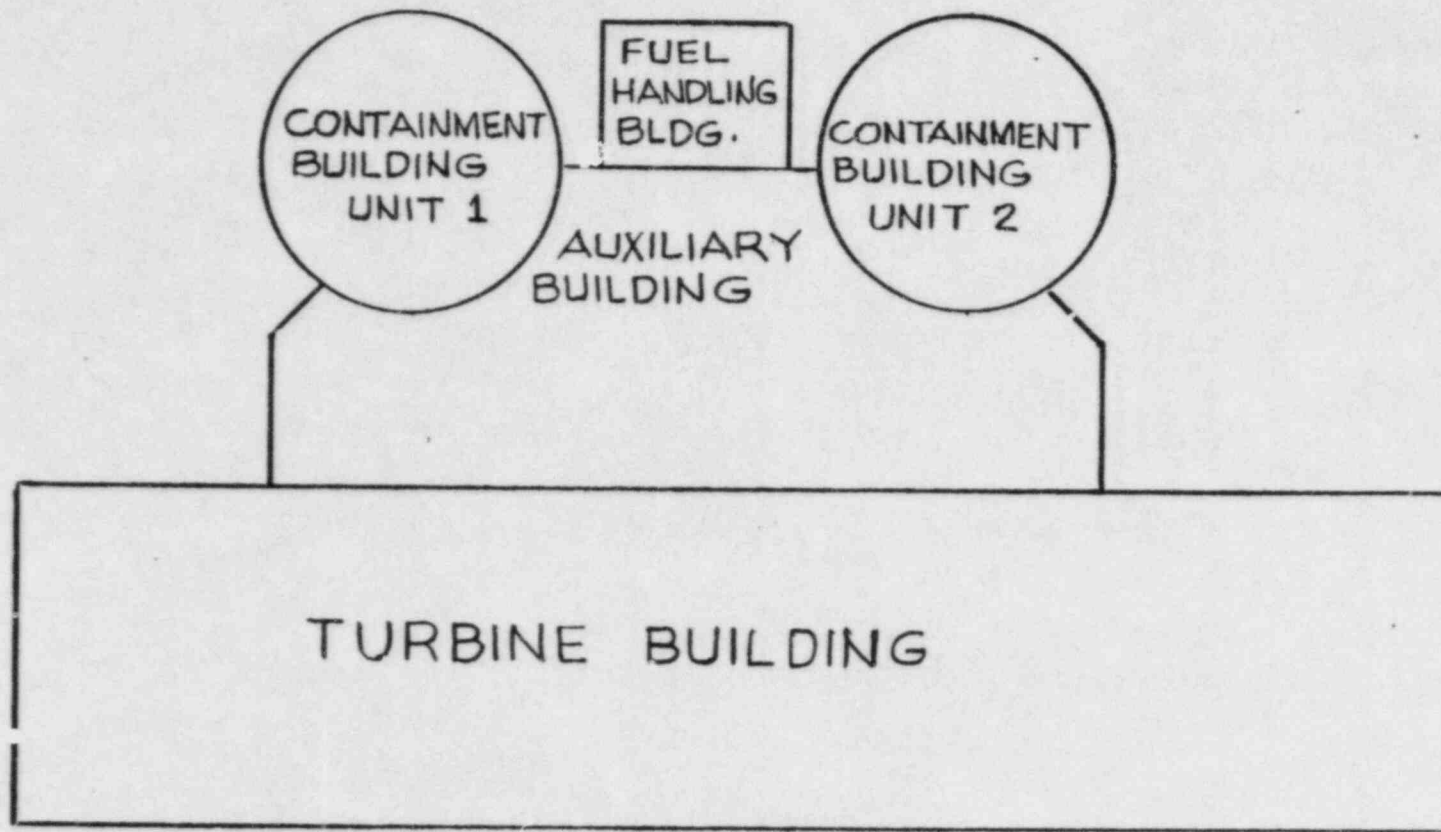 CONTAINMENT
BUILDING
UNIT 1
FUEL
HANDLING
BLDG.
CONTAINMENT
BUILDING
UNIT 2
AUXILIARY
BUILDING
TURBINE BUILDING